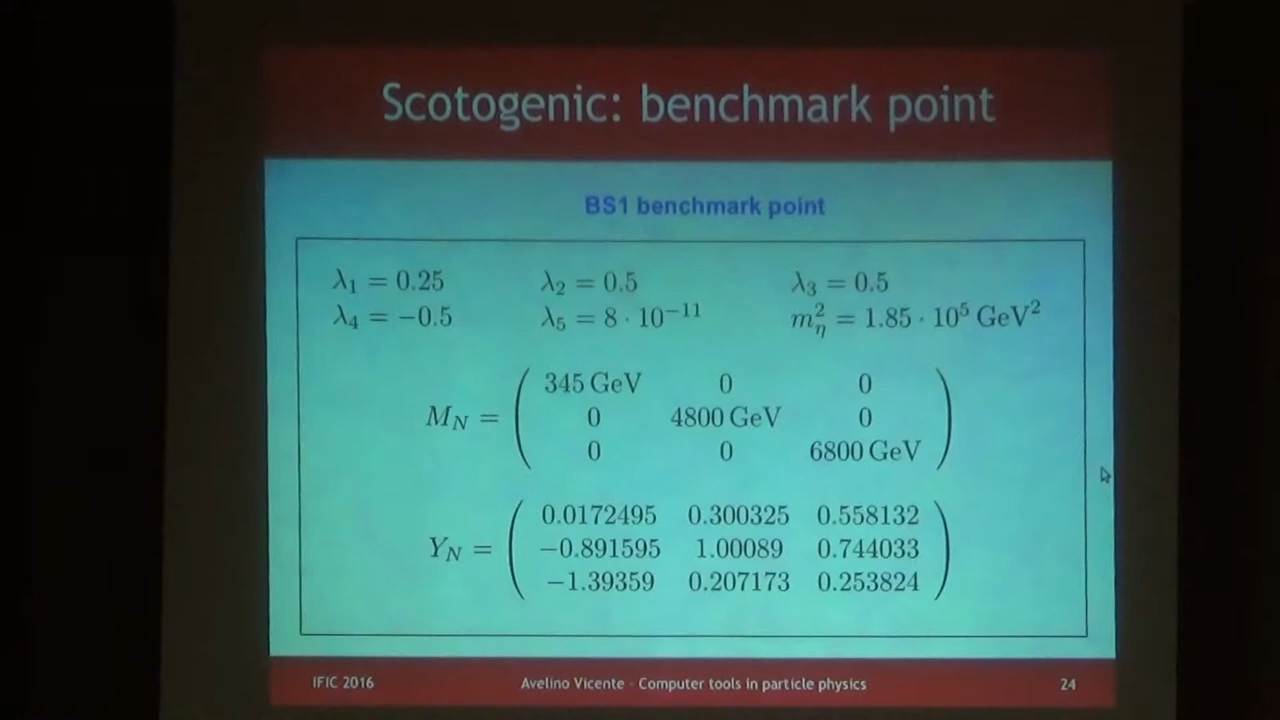 Scotogenic: benchmark point
BS1 benchmark point
λ₁ = 0.25 λ₂ = 0.5 λ₃ = 0.5
λ₄ = −0.5 λ₅ = 8 · 10⁻¹¹ m²_η = 1.85 · 10⁵ GeV²
345 GeV 0 0
M_N = ( 0 4800 GeV 0 )
0 0 6800 GeV
0.0172495 0.300325 0.558132
Y_N = ( −0.891595 1.00089 0.744033 )
−1.39359 0.207173 0.253824
IFIC 2016 Avelino Vicente - Computer tools in particle physics 24